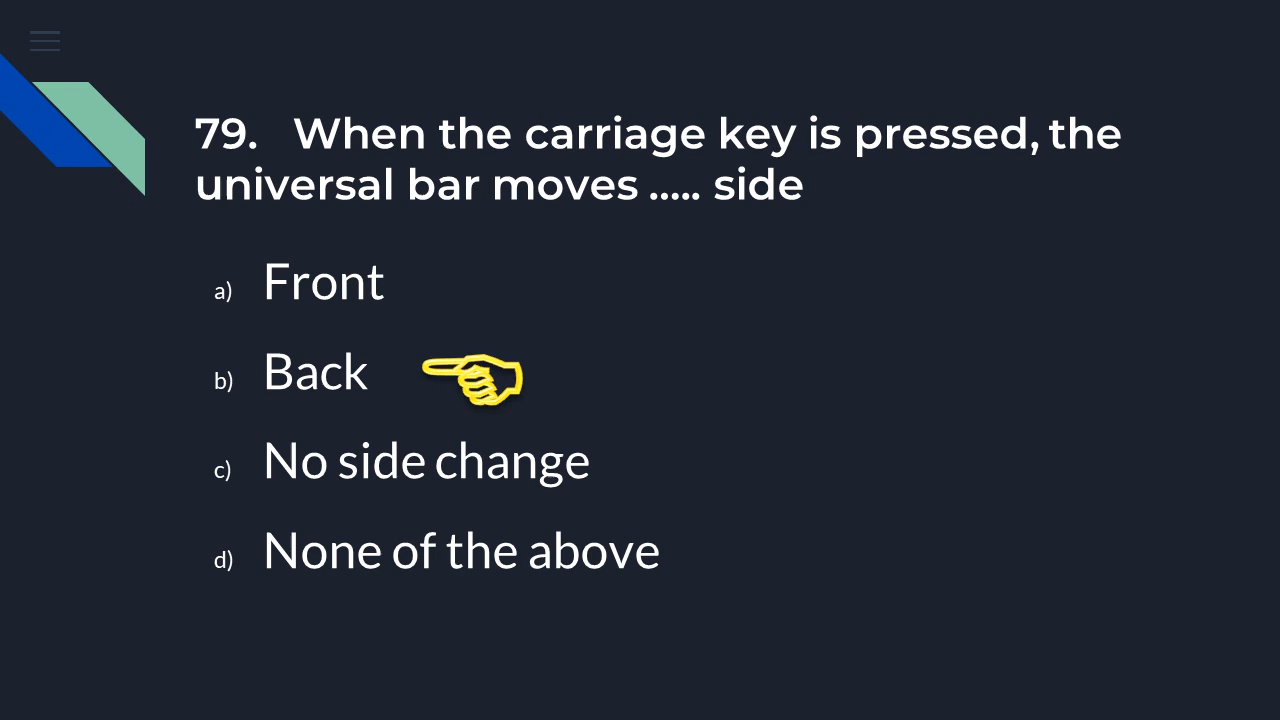 79. When the carriage key is pressed, the
universal bar moves ..... side
a) Front
b) Back
c) No side change
d) None of the above